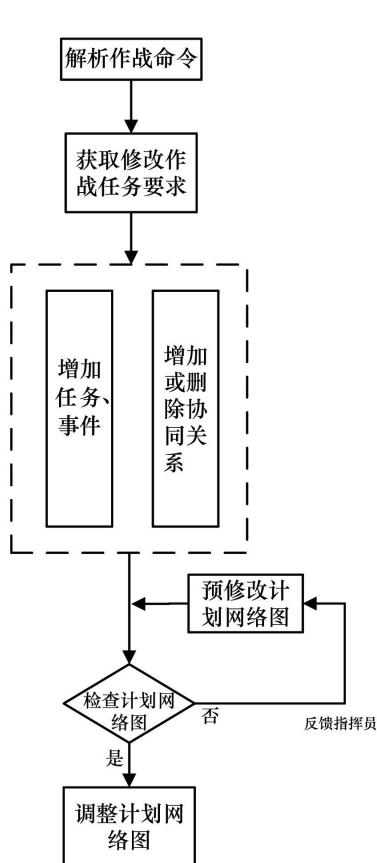 解析作战命令
获取修改作
战任务要求
增加
任务、
事件
增加
或删
除协
同关
系
预修改计
划网络图
检查计划网
络图
否
反馈指挥员
是
调整计划网
络图